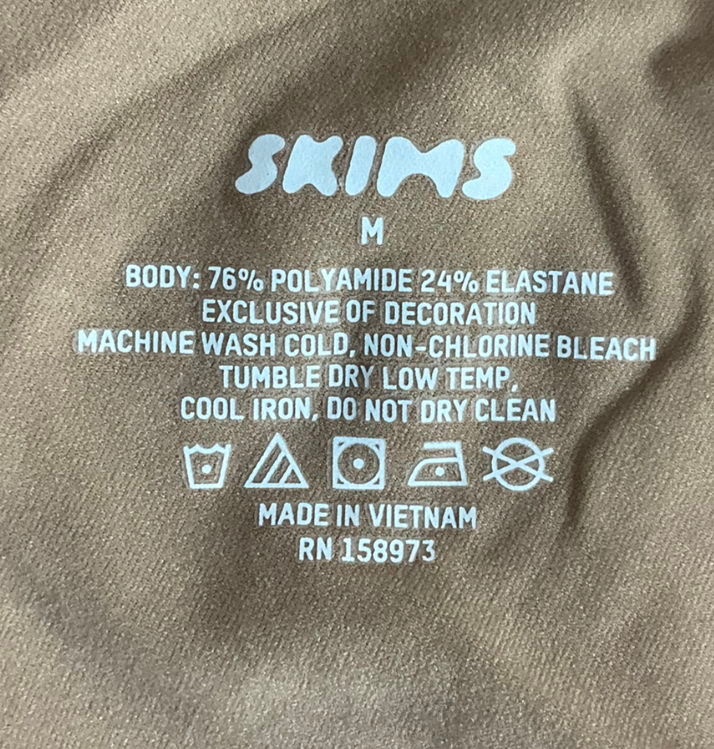 SKIMS
M
BODY: 76% POLYAMIDE 24% ELASTANE
EXCLUSIVE OF DECORATION
MACHINE WASH COLD, NON-CHLORINE BLEACH
TUMBLE DRY LOW TEMP,
COOL IRON, DO NOT DRY CLEAN
MADE IN VIETNAM
RN 158973